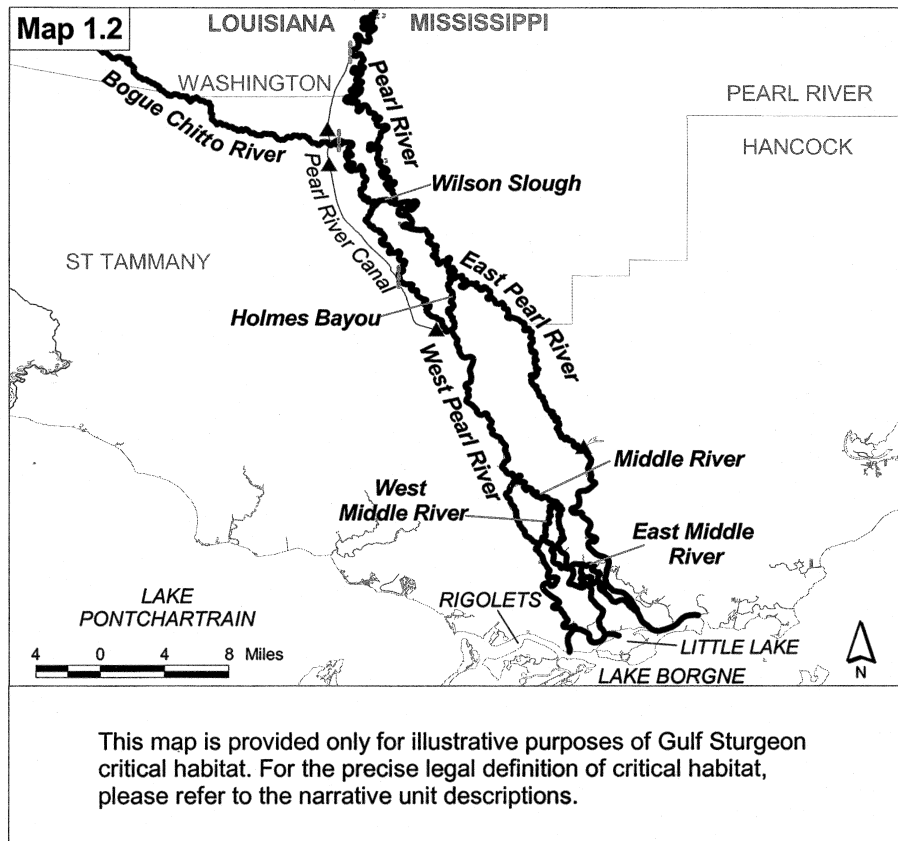 Map 1.2
LOUISIANA
MISSISSIPPI
WASHINGTON
Pearl River
Bogue Chitto River
PEARL RIVER
HANCOCK
Wilson Slough
Pearl River Canal
ST TAMMANY
East Pearl River
Holmes Bayou
West Pearl River
Middle River
West
Middle River
East Middle
River
LAKE
PONTCHARTRAIN
RIGOLETS
LITTLE LAKE
LAKE BORGNE
4 0 4 8 Miles
N
This map is provided only for illustrative purposes of Gulf Sturgeon
critical habitat. For the precise legal definition of critical habitat,
please refer to the narrative unit descriptions.